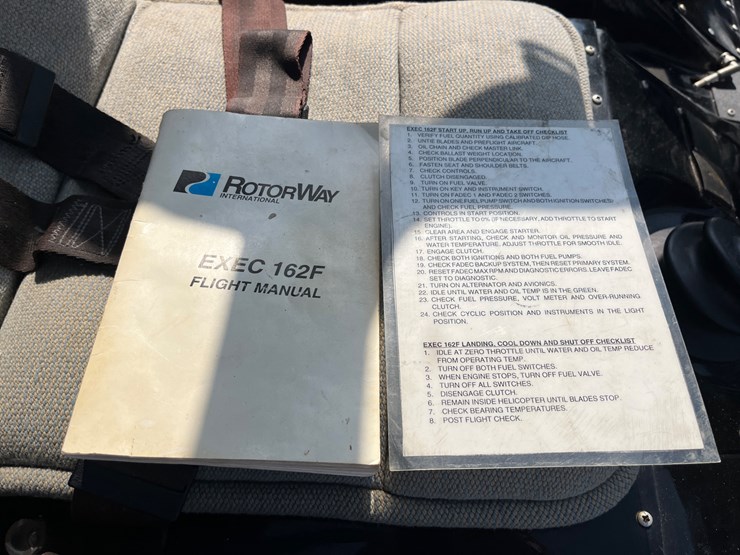 ROTORWAY
INTERNATIONAL
EXEC 162F
FLIGHT MANUAL
EXEC 162F START UP, RUN UP AND TAKE OFF CHECKLIST
1. VERIFY FUEL QUANTITY USING CALIBRATED DIP HOSE.
2. UNTIE BLADES AND PREFLIGHT AIRCRAFT.
3. OIL CHAIN AND CHECK MASTER LINK.
4. CHECK BALLAST WEIGHT LOCATION.
5. POSITION BLADE PERPENDICULAR TO THE AIRCRAFT.
6. FASTEN SEAT AND SHOULDER BELTS.
7. CHECK CONTROLS.
8. CLUTCH DISENGAGED.
9. TURN ON FUEL VALVE.
10. TURN ON KEY AND INSTRUMENT SWITCH.
11. TURN ON FADEC 1 AND FADEC 2 SWITCHES.
12. TURN ON ONE FUEL PUMP SWITCH AND BOTH IGNITION SWITCHES
AND CHECK FUEL PRESSURE.
13. CONTROLS IN START POSITION.
14. SET THROTTLE TO 0% (IF NECESSARY, ADD THROTTLE TO START
ENGINE).
15. CLEAR AREA AND ENGAGE STARTER.
16. AFTER STARTING, CHECK AND MONITOR OIL PRESSURE AND
WATER TEMPERATURE. ADJUST THROTTLE FOR SMOOTH IDLE.
17. ENGAGE CLUTCH.
18. CHECK BOTH IGNITIONS AND BOTH FUEL PUMPS.
19. CHECK FADEC BACKUP SYSTEM, THEN RESET PRIMARY SYSTEM.
20. RESET FADEC MAX RPM AND DIAGNOSTIC ERRORS. LEAVE FADEC
SET TO DIAGNOSTIC.
21. TURN ON ALTERNATOR AND AVIONICS.
22. IDLE UNTIL WATER AND OIL TEMP IS IN THE GREEN.
23. CHECK FUEL PRESSURE, VOLT METER AND OVER-RUNNING
CLUTCH.
24. CHECK CYCLIC POSITION AND INSTRUMENTS IN THE LIGHT
POSITION.
EXEC 162F LANDING, COOL DOWN AND SHUT OFF CHECKLIST
1. IDLE AT ZERO THROTTLE UNTIL WATER AND OIL TEMP REDUCE
FROM OPERATING TEMP.
2. TURN OFF BOTH FUEL SWITCHES.
3. WHEN ENGINE STOPS, TURN OFF FUEL VALVE.
4. TURN OFF ALL SWITCHES.
5. DISENGAGE CLUTCH.
6. REMAIN INSIDE HELICOPTER UNTIL BLADES STOP.
7. CHECK BEARING TEMPERATURES.
8. POST FLIGHT CHECK.